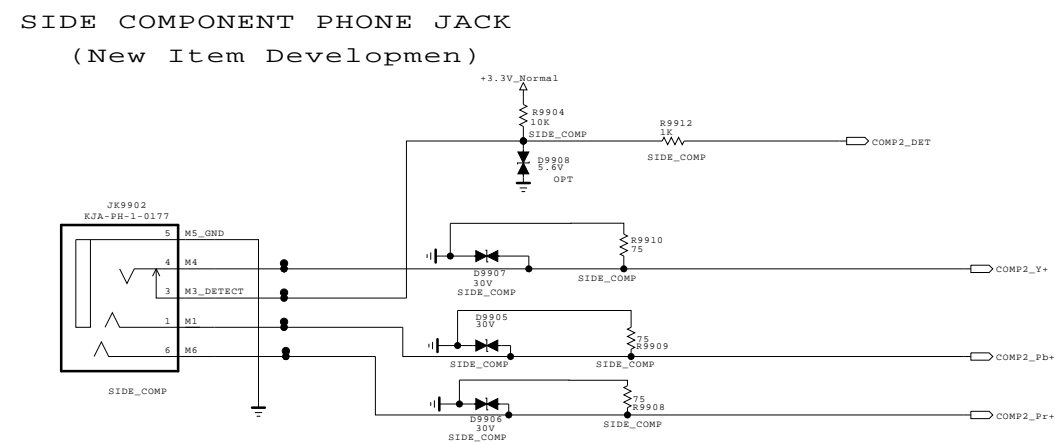 SIDE COMPONENT PHONE JACK
(New Item Developmen)
+3.3V_Normal
R9904
10K
SIDE_COMP
R9912
1K
SIDE_COMP
COMP2_DET
D9908
5.6V
OPT
JK9902
KJA-PH-1-0177
5 M5_GND
4 M4
3 M3_DETECT
1 M1
6 M6
SIDE_COMP
R9910
75
D9907
30V
SIDE_COMP
SIDE_COMP
COMP2_Y+
D9905
30V
75
R9909
SIDE_COMP
SIDE_COMP
COMP2_Pb+
75
R9908
D9906
30V
SIDE_COMP
SIDE_COMP
COMP2_Pr+